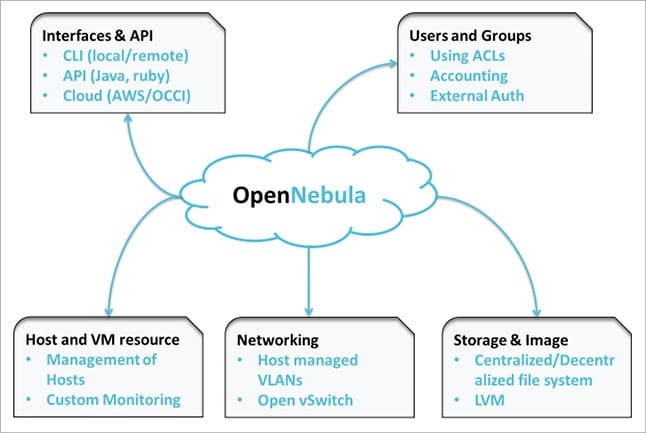 Interfaces & API
• CLI (local/remote)
• API (Java, ruby)
• Cloud (AWS/OCCI)
Users and Groups
• Using ACLs
• Accounting
• External Auth
OpenNebula
Host and VM resource
• Management of
Hosts
• Custom Monitoring
Networking
• Host managed
VLANs
• Open vSwitch
Storage & Image
• Centralized/Decentr
alized file system
• LVM